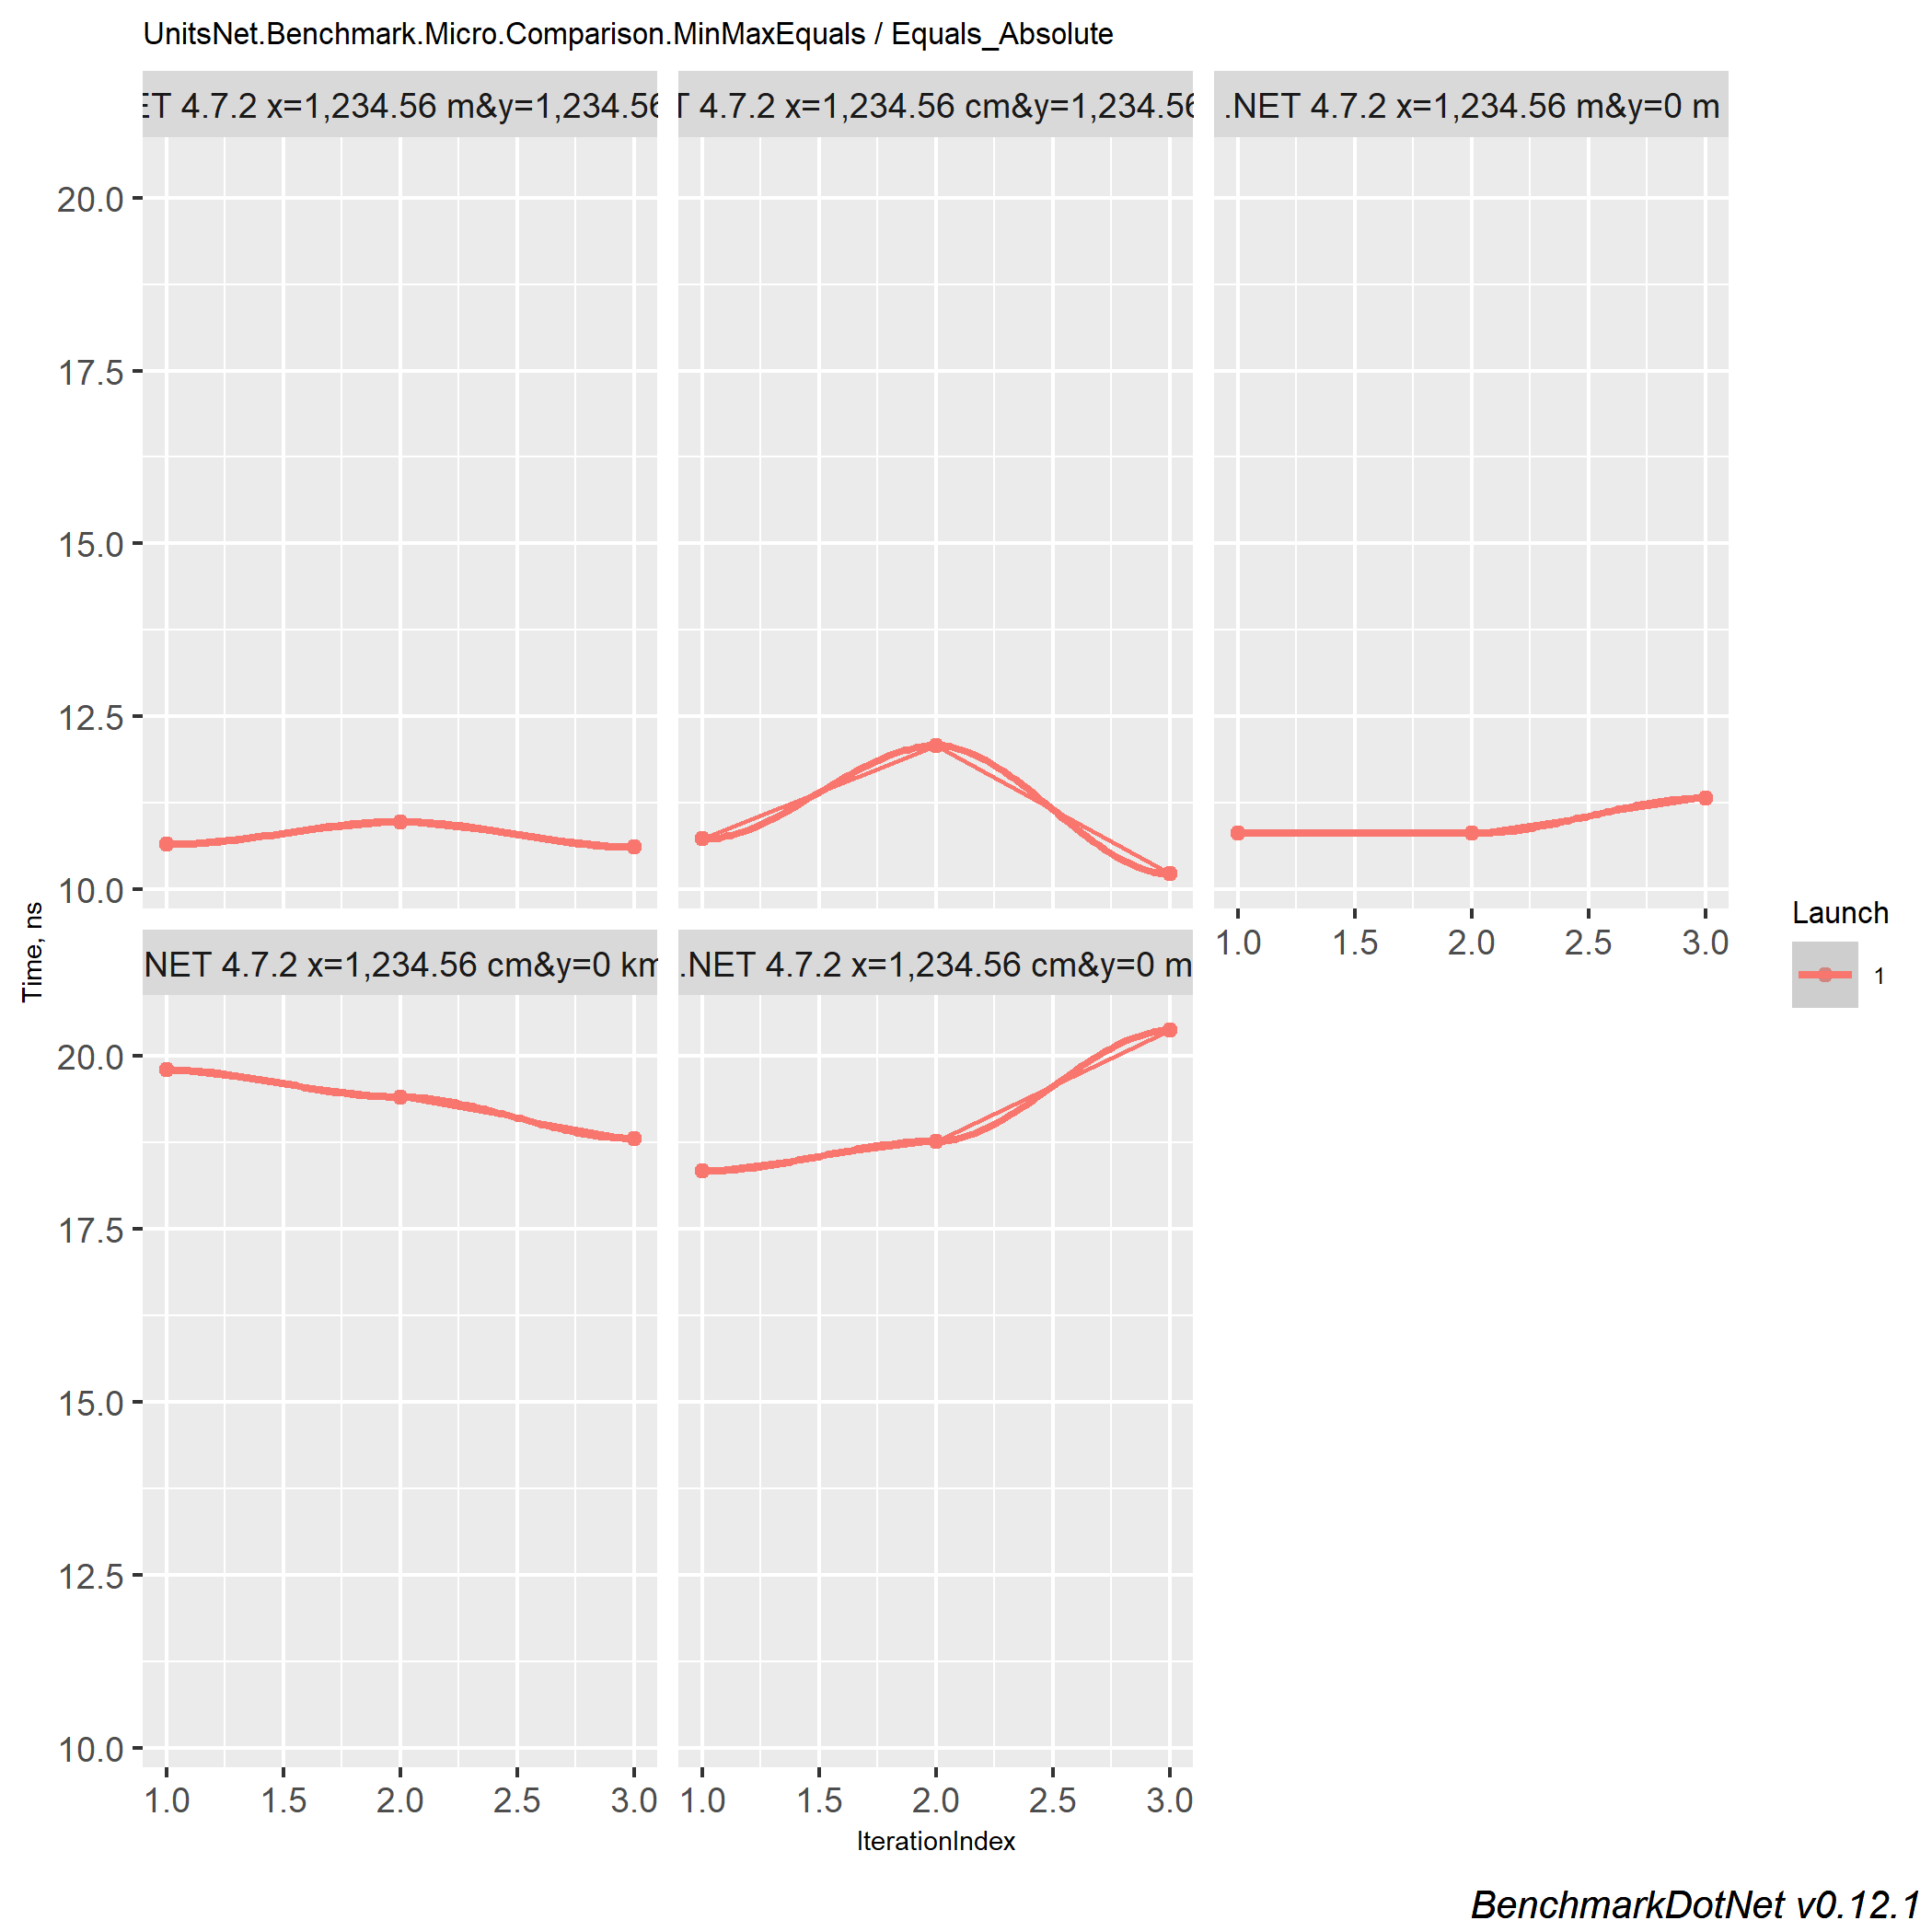 UnitsNet.Benchmark.Micro.Comparison.MinMaxEquals / Equals_Absolute
ET 4.7.2 x=1,234.56 m&y=1,234.56
T 4.7.2 x=1,234.56 cm&y=1,234.56
.NET 4.7.2 x=1,234.56 m&y=0 m
20.0
17.5
15.0
12.5
10.0
1.0 1.5 2.0 2.5 3.0
Time, ns
Launch
1
NET 4.7.2 x=1,234.56 cm&y=0 km
.NET 4.7.2 x=1,234.56 cm&y=0 m
20.0
17.5
15.0
12.5
10.0
1.0 1.5 2.0 2.5 3.0
1.0 1.5 2.0 2.5 3.0
IterationIndex
BenchmarkDotNet v0.12.1